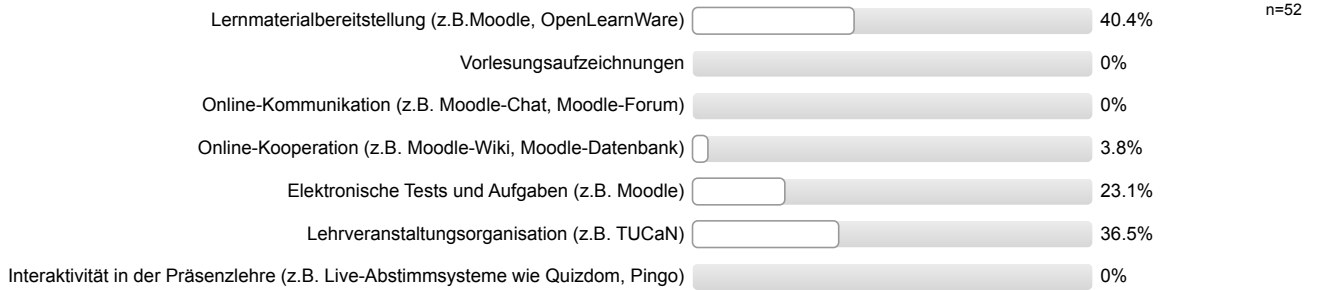 Lernmaterialbereitstellung (z.B.Moodle, OpenLearnWare) 40.4% n=52
Vorlesungsaufzeichnungen 0%
Online-Kommunikation (z.B. Moodle-Chat, Moodle-Forum) 0%
Online-Kooperation (z.B. Moodle-Wiki, Moodle-Datenbank) 3.8%
Elektronische Tests und Aufgaben (z.B. Moodle) 23.1%
Lehrveranstaltungsorganisation (z.B. TUCaN) 36.5%
Interaktivität in der Präsenzlehre (z.B. Live-Abstimmsysteme wie Quizdom, Pingo) 0%